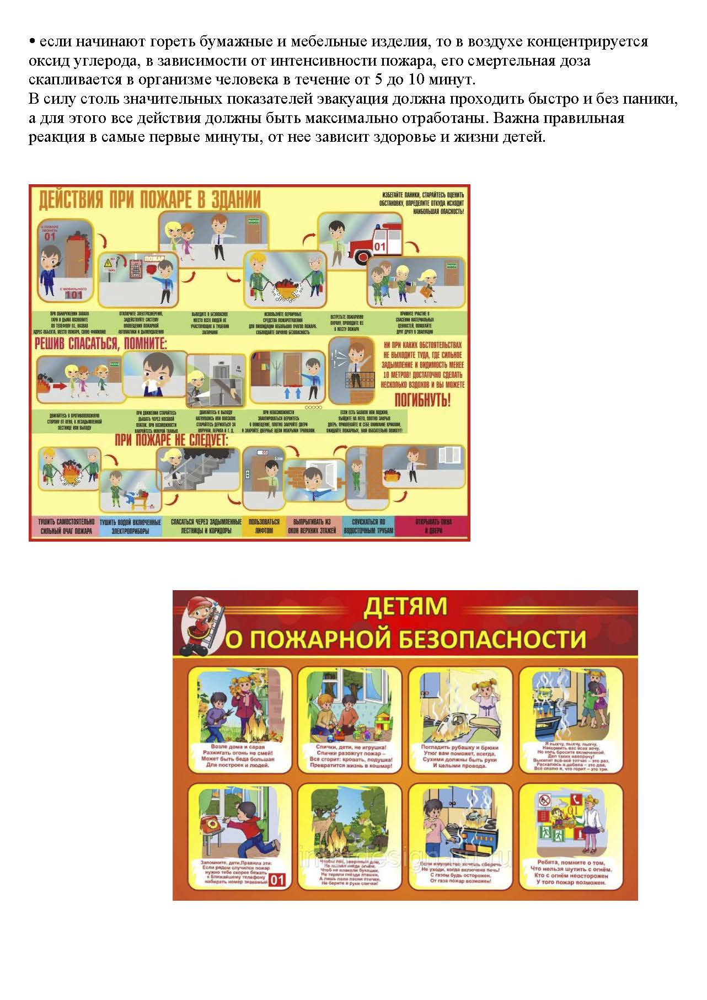 • если начинают гореть бумажные и мебельные изделия, то в воздухе концентрируется
оксид углерода, в зависимости от интенсивности пожара, его смертельная доза
скапливается в организме человека в течение от 5 до 10 минут.
В силу столь значительных показателей эвакуация должна проходить быстро и без паники,
а для этого все действия должны быть максимально отработаны. Важна правильная
реакция в самые первые минуты, от нее зависит здоровье и жизни детей.
ДЕЙСТВИЯ ПРИ ПОЖАРЕ В ЗДАНИИ
ИЗБЕГАЙТЕ ПАНИКИ, СТАРАЙТЕСЬ ОЦЕНИТЬ
ОБСТАНОВКУ, ОПРЕДЕЛИТЕ ОТКУДА ИСХОДИТ
НАИБОЛЬШАЯ ОПАСНОСТЬ!
О ПОЖАРЕ
ЗВОНИТЬ
01
С МОБИЛЬНОГО
101
ПОЖАР
ВЫХОД
01
ВЫХОД
ПРИ ОБНАРУЖЕНИИ ЗАПАХА
ГАРИ И ДЫМА ПОЗВОНИТЕ
ПО ТЕЛЕФОНУ 01, НАЗВАВ
АДРЕС ОБЪЕКТА, МЕСТО ПОЖАРА, СВОЮ ФАМИЛИЮ
ОТКЛЮЧИТЕ ЭЛЕКТРОЭНЕРГИЮ,
ЗАДЕЙСТВУЙТЕ СИСТЕМУ
ОПОВЕЩЕНИЯ ПОЖАРНОЙ
АВТОМАТИКИ И ДЫМОУДАЛЕНИЯ
ВЫВЕДИТЕ В БЕЗОПАСНОЕ
МЕСТО ВСЕХ ЛЮДЕЙ НЕ
УЧАСТВУЮЩИХ В ТУШЕНИИ
ЗАГОРАНИЯ
ИСПОЛЬЗУЙТЕ ПЕРВИЧНЫЕ
СРЕДСТВА ПОЖАРОТУШЕНИЯ
ДЛЯ ЛИКВИДАЦИИ НЕБОЛЬШИХ ОЧАГОВ ПОЖАРА.
СОБЛЮДАЙТЕ ЛИЧНУЮ БЕЗОПАСНОСТЬ
ВСТРЕТЬТЕ ПОЖАРНУЮ
ОХРАНУ, ПРОВОДИТЕ ЕЕ
К МЕСТУ ПОЖАРА
ПРИМИТЕ УЧАСТИЕ В
СПАСЕНИИ МАТЕРИАЛЬНЫХ
ЦЕННОСТЕЙ, ПОМОГАЙТЕ
ДРУГ ДРУГУ В ЭВАКУАЦИИ
РЕШИВ СПАСАТЬСЯ, ПОМНИТЕ:
ВЫХОД
НИ ПРИ КАКИХ ОБСТОЯТЕЛЬСТВАХ
НЕ ВЫХОДИТЕ ТУДА, ГДЕ СИЛЬНОЕ
ЗАДЫМЛЕНИЕ И ВИДИМОСТЬ МЕНЕЕ
10 МЕТРОВ! ДОСТАТОЧНО СДЕЛАТЬ
НЕСКОЛЬКО ВЗДОХОВ И ВЫ МОЖЕТЕ
ПОГИБНУТЬ!
ДВИГАЙТЕСЬ В ПРОТИВОПОЛОЖНУЮ
СТОРОНУ ОТ ОГНЯ, К НЕЗАДЫМЛЕННОЙ
ЛЕСТНИЦЕ ИЛИ ВЫХОДУ
ПРИ ДВИЖЕНИИ СТАРАЙТЕСЬ
ДЫШАТЬ ЧЕРЕЗ НОСОВОЙ
ПЛАТОК, ПРИ ВОЗМОЖНОСТИ
НАКРОЙТЕСЬ МОКРОЙ ТКАНЬЮ
ДВИГАЙТЕСЬ К ВЫХОДУ
НАГНУВШИСЬ ИЛИ ПОЛЗКОМ.
СТАРАЙТЕСЬ ДЕРЖАТЬСЯ ЗА
ПОРУЧНИ, ПЕРИЛА И Т. Д.
ПРИ НЕВОЗМОЖНОСТИ
ЭВАКУИРОВАТЬСЯ ВЕРНИТЕСЬ
В ПОМЕЩЕНИЕ, ПЛОТНО ЗАКРОЙТЕ ДВЕРИ
И ЗАКРОЙТЕ ДВЕРНЫЕ ЩЕЛИ МОКРЫМИ ТРЯПКАМИ.
ЕСЛИ ЕСТЬ БАЛКОН ИЛИ ЛОДЖИЯ,
ВЫЙДИТЕ НА НЕГО, ПЛОТНО ЗАКРЫВ
ДВЕРЬ. ПРИВЛЕКАЙТЕ К СЕБЕ ВНИМАНИЕ КРИКАМИ,
ОЖИДАЙТЕ ПОЖАРНЫХ, ВАМ ОБЯЗАТЕЛЬНО ПОМОГУТ!
ПРИ ПОЖАРЕ НЕ СЛЕДУЕТ:
ТУШИТЬ САМОСТОЯТЕЛЬНО
СИЛЬНЫЙ ОЧАГ ПОЖАРА
ТУШИТЬ ВОДОЙ ВКЛЮЧЕННЫЕ
ЭЛЕКТРОПРИБОРЫ
СПАСАТЬСЯ ЧЕРЕЗ ЗАДЫМЛЕННЫЕ
ЛЕСТНИЦЫ И КОРИДОРЫ
ПОЛЬЗОВАТЬСЯ
ЛИФТОМ
ВЫПРЫГИВАТЬ ИЗ
ОКОН ВЕРХНИХ ЭТАЖЕЙ
СПУСКАТЬСЯ ПО
ВОДОСТОЧНЫМ ТРУБАМ
ОТКРЫВАТЬ ОКНА
И ДВЕРИ
ДЕТЯМ
О ПОЖАРНОЙ БЕЗОПАСНОСТИ
Возле дома и сарая
Разжигать огонь не смей!
Может быть беда большая
Для построек и людей.
Спички, дети, не игрушка!
Спички разожгут пожар –
Все сгорит: кровать, подушка!
Превратится жизнь в кошмар!
Погладить рубашку и брюки
Утюг вам поможет, всегда,
Сухими должны быть руки
И целыми провода.
Я пыхчу, пыхчу, пыхчу,
Накормить вас всех хочу,
Но коль бросите включенной,
Дел таких наворочу!
Выкипит всё-всё тотчас – это раз,
Раскалюсь я добела – это два,
Всё спалю я, что горит – это три.
Запомните, дети,Правила эти:
Если рядом случился пожар
нужно тебе скорее бежать
к ближайшему телефону
набирать номер знакомый
01
Чтобы лес, звериный дом,
Не пылал нигде огнём,
Чтоб не плакали букашки,
Не теряли гнёзда пташки,
А лишь пели песни птички,
Не берите в руки спички!
Если имущество хочешь сберечь
Не уходи, когда включена печь!
С газом будь осторожен,
От газа пожар возможен!
01
Ребята, помните о том,
Что нельзя шутить с огнём.
Кто с огнём неосторожен
У того пожар возможен.